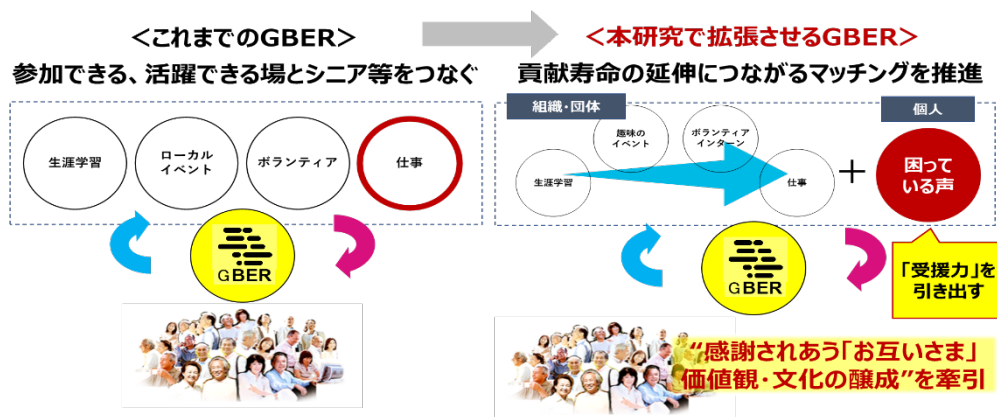 ＜これまでのGBER＞
参加できる、活躍できる場とシニア等をつなぐ
生涯学習
ローカル
イベント
ボランティア
仕事
GBER
＜本研究で拡張させるGBER＞
貢献寿命の延伸につながるマッチングを推進
組織・団体
個人
生涯学習
趣味の
イベント
ボランティア
インターン
仕事
＋
困って
いる声
GBER
「受援力」を
引き出す
“感謝されあう「お互いさま」
価値観・文化の醸成”を牽引